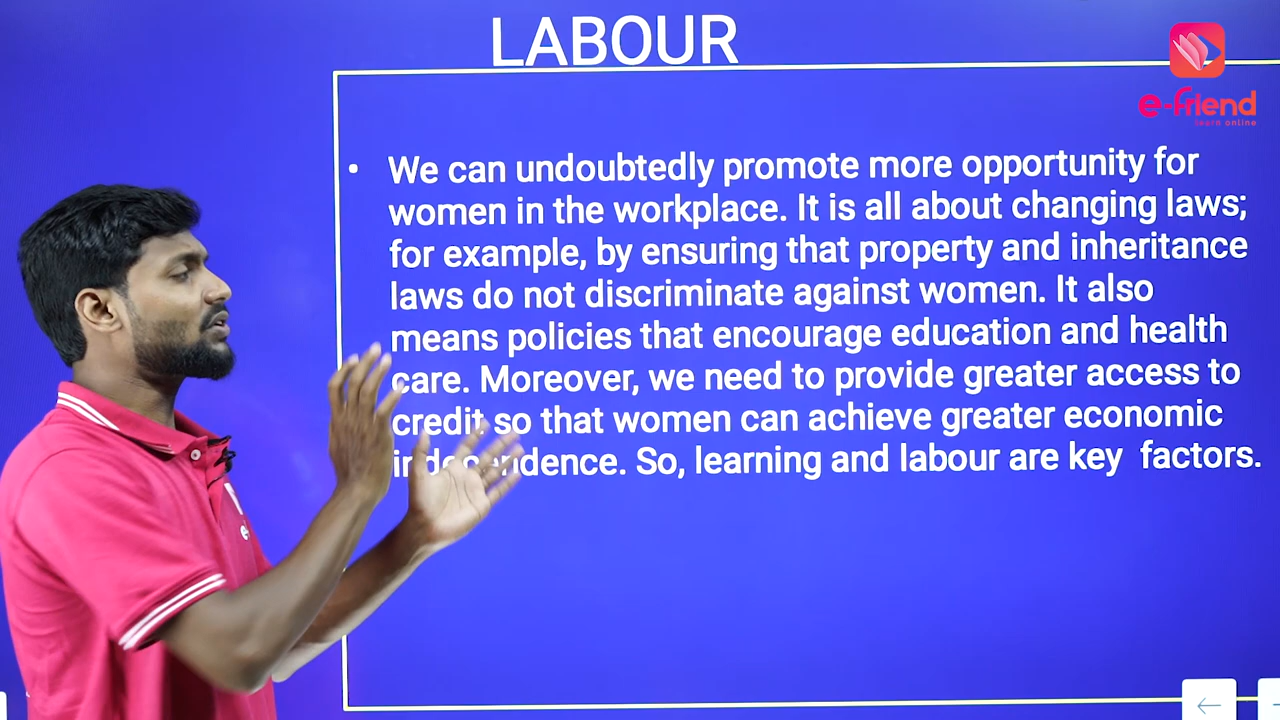 LABOUR
e-friend
learn online
• We can undoubtedly promote more opportunity for
women in the workplace. It is all about changing laws;
for example, by ensuring that property and inheritance
laws do not discriminate against women. It also
means policies that encourage education and health
care. Moreover, we need to provide greater access to
credit so that women can achieve greater economic
independence. So, learning and labour are key factors.